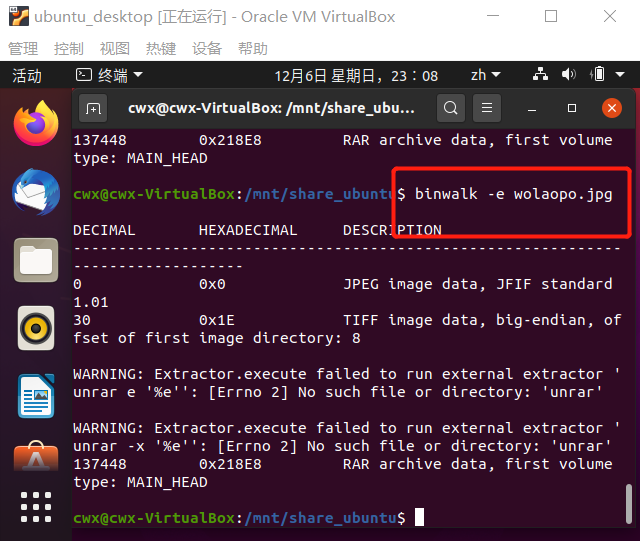 ubuntu_desktop [正在运行] - Oracle VM VirtualBox
管理 控制 视图 热键 设备 帮助
活动 终端 12月6日 星期日，23：08 zh
cwx@cwx-VirtualBox: /mnt/share_ubu...
137448 0x218E8 RAR archive data, first volume
type: MAIN_HEAD
cwx@cwx-VirtualBox:/mnt/share_ubuntu$ binwalk -e wolaopo.jpg
DECIMAL HEXADECIMAL DESCRIPTION
--------------------------------------------------------------------------------
0 0x0 JPEG image data, JFIF standard
1.01
30 0x1E TIFF image data, big-endian, of
fset of first image directory: 8
WARNING: Extractor.execute failed to run external extractor '
unrar e '%e'': [Errno 2] No such file or directory: 'unrar'
WARNING: Extractor.execute failed to run external extractor '
unrar -x '%e'': [Errno 2] No such file or directory: 'unrar'
137448 0x218E8 RAR archive data, first volume
type: MAIN_HEAD
cwx@cwx-VirtualBox:/mnt/share_ubuntu$